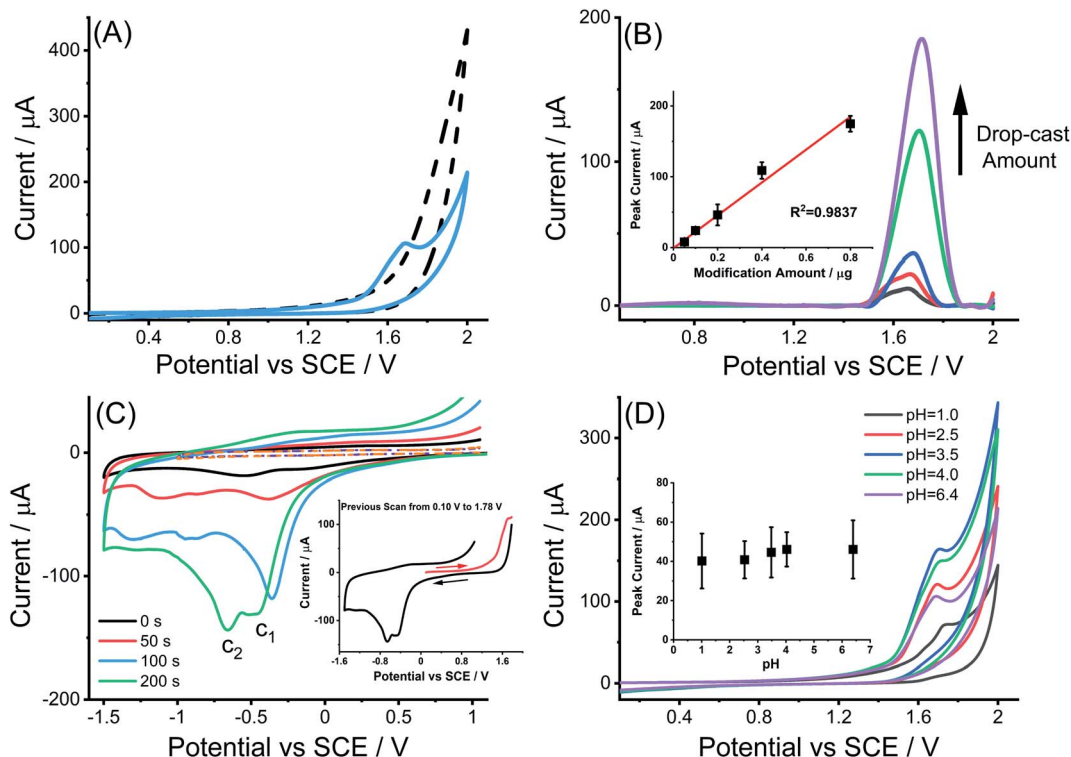 (A)
Current / μA
400
300
200
100
0
0.4
0.8
1.2
1.6
2
Potential vs SCE / V
(B)
Current / μA
200
100
0
0.8
1.2
1.6
2
Potential vs SCE / V
Drop-cast
Amount
Peak Current / μA
200
100
0
0
0.2
0.4
0.6
0.8
Modification Amount / μg
R²=0.9837
(C)
Current / μA
0
-100
-200
-1.5
-1
-0.5
0
0.5
1
Potential vs SCE / V
0 s
50 s
100 s
200 s
c₂
c₁
Previous Scan from 0.10 V to 1.78 V
Current / μA
100
0
-100
-1.6
-0.8
0
0.8
1.6
Potential vs SCE / V
(D)
Current / μA
300
200
100
0
0.4
0.8
1.2
1.6
2
Potential vs SCE / V
pH=1.0
pH=2.5
pH=3.5
pH=4.0
pH=6.4
Peak Current / μA
80
60
40
20
0
0
1
2
3
4
5
6
7
pH